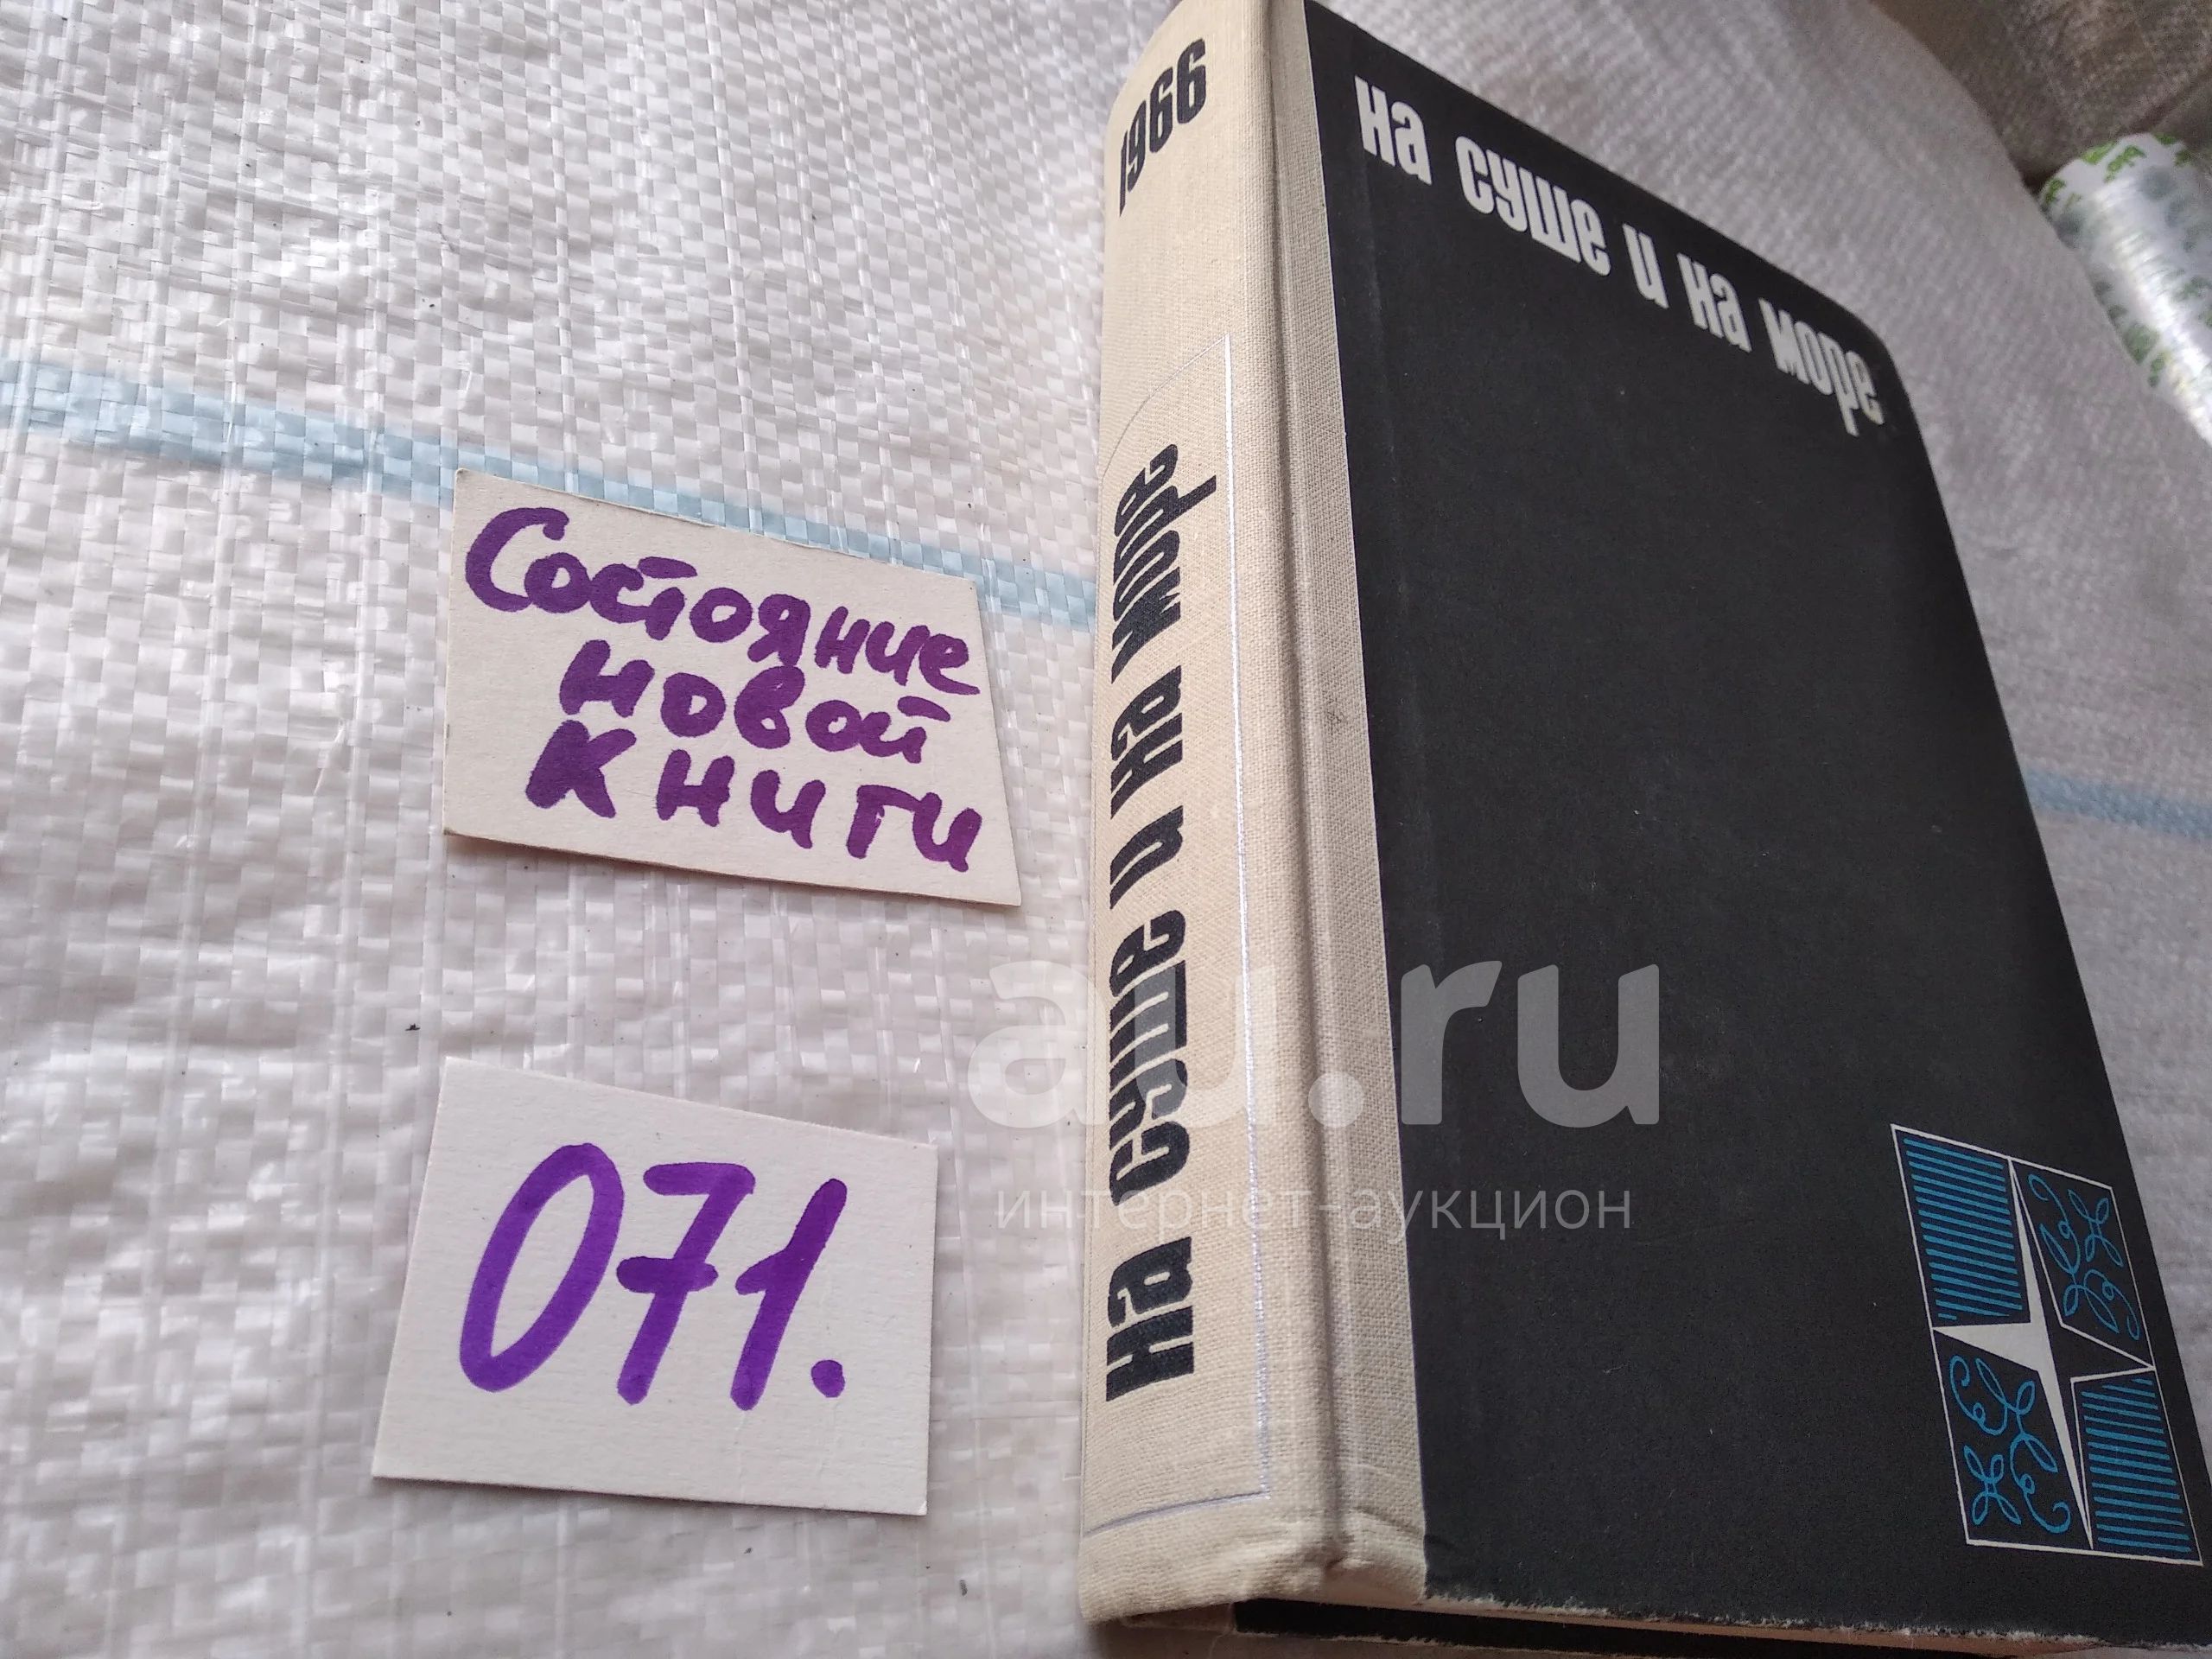 1966
на суше и на море
на суше и на море
Состояние
новой
книги
071.
au.ru
интернет-аукцион